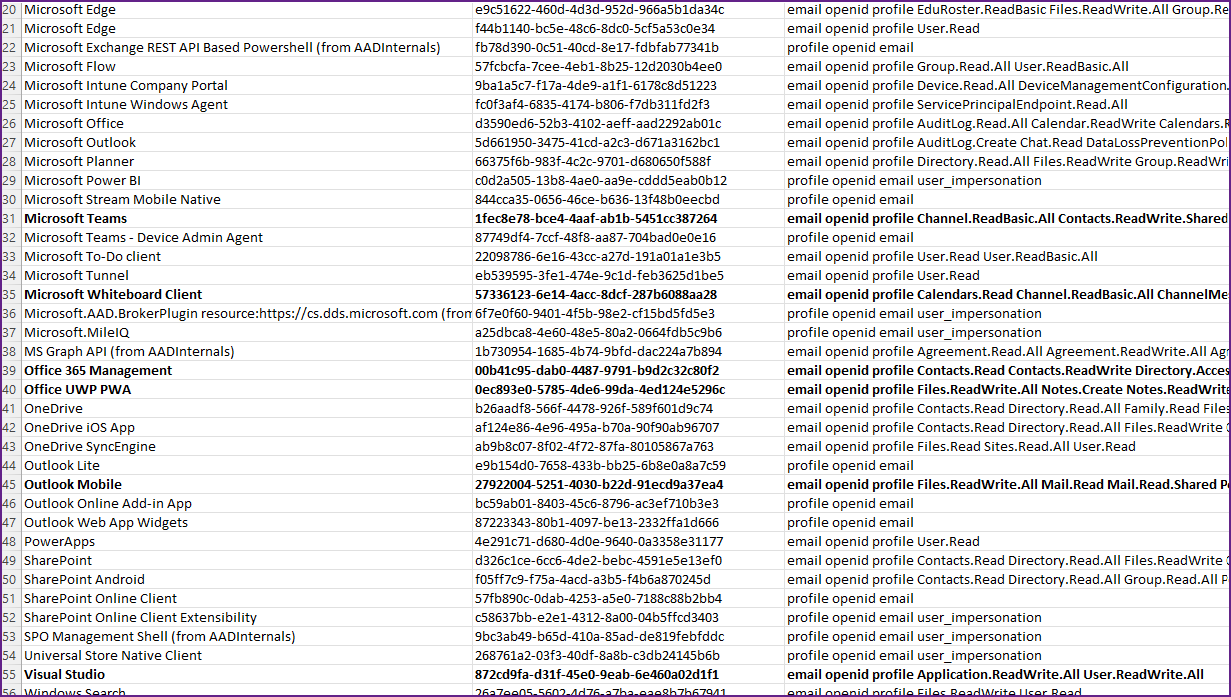 20 Microsoft Edge e9c51622-460d-4d3d-952d-966a5b1da34c email openid profile EduRoster.ReadBasic Files.ReadWrite.All Group.Re
21 Microsoft Edge f44b1140-bc5e-48c6-8dc0-5cf5a53c0e34 email openid profile User.Read
22 Microsoft Exchange REST API Based Powershell (from AADInternals) fb78d390-0c51-40cd-8e17-fdbfab77341b profile openid email
23 Microsoft Flow 57fcbcfa-7cee-4eb1-8b25-12d2030b4ee0 email openid profile Group.Read.All User.ReadBasic.All
24 Microsoft Intune Company Portal 9ba1a5c7-f17a-4de9-a1f1-6178c8d51223 email openid profile Device.Read.All DeviceManagementConfiguration.
25 Microsoft Intune Windows Agent fc0f3af4-6835-4174-b806-f7db311fd2f3 email openid profile ServicePrincipalEndpoint.Read.All
26 Microsoft Office d3590ed6-52b3-4102-aeff-aad2292ab01c email openid profile AuditLog.Read.All Calendar.ReadWrite Calendars.R
27 Microsoft Outlook 5d661950-3475-41cd-a2c3-d671a3162bc1 email openid profile AuditLog.Create Chat.Read DataLossPreventionPol
28 Microsoft Planner 66375f6b-983f-4c2c-9701-d680650f588f email openid profile Directory.Read.All Files.ReadWrite Group.ReadWri
29 Microsoft Power BI c0d2a505-13b8-4ae0-aa9e-cddd5eab0b12 profile openid email user_impersonation
30 Microsoft Stream Mobile Native 844cca35-0656-46ce-b636-13f48b0eecbd profile openid email
31 Microsoft Teams 1fec8e78-bce4-4aaf-ab1b-5451cc387264 email openid profile Channel.ReadBasic.All Contacts.ReadWrite.Shared
32 Microsoft Teams - Device Admin Agent 87749df4-7ccf-48f8-aa87-704bad0e0e16 profile openid email
33 Microsoft To-Do client 22098786-6e16-43cc-a27d-191a01a1e3b5 email openid profile User.Read User.ReadBasic.All
34 Microsoft Tunnel eb539595-3fe1-474e-9c1d-feb3625d1be5 email openid profile User.Read
35 Microsoft Whiteboard Client 57336123-6e14-4acc-8dcf-287b6088aa28 email openid profile Calendars.Read Channel.ReadBasic.All ChannelMe
36 Microsoft.AAD.BrokerPlugin resource:https://cs.dds.microsoft.com (from 6f7e0f60-9401-4f5b-98e2-cf15bd5fd5e3 profile openid email user_impersonation
37 Microsoft.MileIQ a25dbca8-4e60-48e5-80a2-0664fdb5c9b6 profile openid email user_impersonation
38 MS Graph API (from AADInternals) 1b730954-1685-4b74-9bfd-dac224a7b894 email openid profile Agreement.Read.All Agreement.ReadWrite.All Agr
39 Office 365 Management 00b41c95-dab0-4487-9791-b9d2c32c80f2 email openid profile Contacts.Read Contacts.ReadWrite Directory.Acces
40 Office UWP PWA 0ec893e0-5785-4de6-99da-4ed124e5296c email openid profile Files.ReadWrite.All Notes.Create Notes.ReadWrite
41 OneDrive b26aadf8-566f-4478-926f-589f601d9c74 email openid profile Contacts.Read Directory.Read.All Family.Read Files
42 OneDrive iOS App af124e86-4e96-495a-b70a-90f90ab96707 email openid profile Contacts.Read Directory.Read.All Files.ReadWrite
43 OneDrive SyncEngine ab9b8c07-8f02-4f72-87fa-80105867a763 email openid profile Files.Read Sites.Read.All User.Read
44 Outlook Lite e9b154d0-7658-433b-bb25-6b8e0a8a7c59 profile openid email
45 Outlook Mobile 27922004-5251-4030-b22d-91ecd9a37ea4 email openid profile Files.ReadWrite.All Mail.Read Mail.Read.Shared P
46 Outlook Online Add-in App bc59ab01-8403-45c6-8796-ac3ef710b3e3 profile openid email
47 Outlook Web App Widgets 87223343-80b1-4097-be13-2332ffa1d666 profile openid email
48 PowerApps 4e291c71-d680-4d0e-9640-0a3358e31177 email openid profile User.Read
49 SharePoint d326c1ce-6cc6-4de2-bebc-4591e5e13ef0 email openid profile Contacts.Read Directory.Read.All Files.ReadWrite
50 SharePoint Android f05ff7c9-f75a-4acd-a3b5-f4b6a870245d email openid profile Contacts.Read Directory.Read.All Group.Read.All P
51 SharePoint Online Client 57fb890c-0dab-4253-a5e0-7188c88b2bb4 profile openid email
52 SharePoint Online Client Extensibility c58637bb-e2e1-4312-8a00-04b5ffcd3403 profile openid email user_impersonation
53 SPO Management Shell (from AADInternals) 9bc3ab49-b65d-410a-85ad-de819febfddc profile openid email user_impersonation
54 Universal Store Native Client 268761a2-03f3-40df-8a8b-c3db24145b6b profile openid email user_impersonation
55 Visual Studio 872cd9fa-d31f-45e0-9eab-6e460a02d1f1 email openid profile Application.ReadWrite.All User.ReadWrite.All
56 Windows Search 26a7ee05-5602-4d76-a7ba-eae8b7b67941 email openid profile Files.ReadWrite User.Read